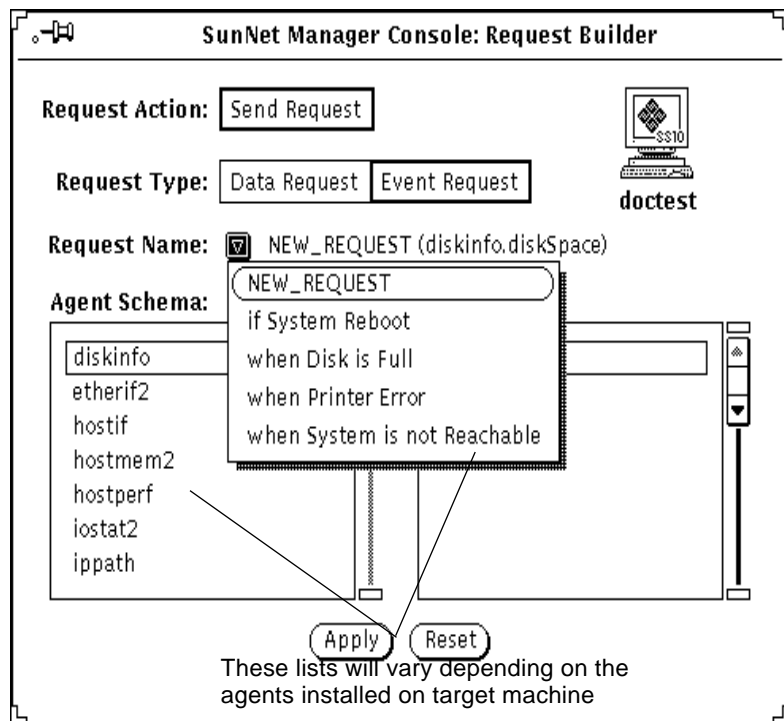 SunNet Manager Console: Request Builder
Request Action: Send Request
SS10
Request Type: Data Request Event Request
doctest
Request Name: NEW_REQUEST (diskinfo.diskSpace)
NEW_REQUEST
Agent Schema:
if System Reboot
diskinfo
when Disk is Full
etherif2
when Printer Error
hostif
when System is not Reachable
hostmem2
hostperf
iostat2
ippath
Apply Reset
These lists will vary depending on the
agents installed on target machine